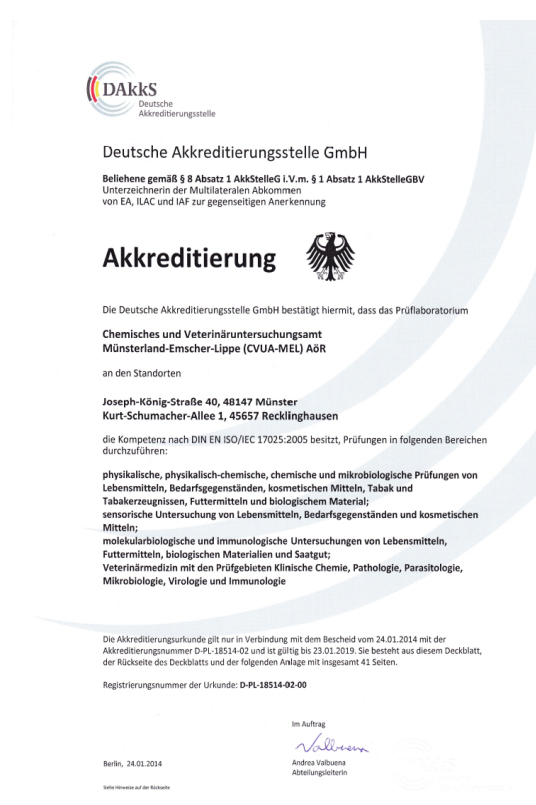 DAkkS
Deutsche
Akkreditierungsstelle
Deutsche Akkreditierungsstelle GmbH
Beliehene gemäß § 8 Absatz 1 AkkStelleG i.V.m. § 1 Absatz 1 AkkStelleGBV
Unterzeichnerin der Multilateralen Abkommen
von EA, ILAC und IAF zur gegenseitigen Anerkennung
Akkreditierung
Die Deutsche Akkreditierungsstelle GmbH bestätigt hiermit, dass das Prüflaboratorium
Chemisches und Veterinäruntersuchungsamt
Münsterland-Emscher-Lippe (CVUA-MEL) AöR
an den Standorten
Joseph-König-Straße 40, 48147 Münster
Kurt-Schumacher-Allee 1, 45657 Recklinghausen
die Kompetenz nach DIN EN ISO/IEC 17025:2005 besitzt, Prüfungen in folgenden Bereichen
durchzuführen:
physikalische, physikalisch-chemische, chemische und mikrobiologische Prüfungen von
Lebensmitteln, Bedarfsgegenständen, kosmetischen Mitteln, Tabak und
Tabakerzeugnissen, Futtermitteln und biologischem Material;
sensorische Untersuchung von Lebensmitteln, Bedarfsgegenständen und kosmetischen
Mitteln;
molekularbiologische und immunologische Untersuchungen von Lebensmitteln,
Futtermitteln, biologischen Materialien und Saatgut;
Veterinärmedizin mit den Prüfgebieten Klinische Chemie, Pathologie, Parasitologie,
Mikrobiologie, Virologie und Immunologie
Die Akkreditierungsurkunde gilt nur in Verbindung mit dem Bescheid vom 24.01.2014 mit der
Akkreditierungsnummer D-PL-18514-02 und ist gültig bis 23.01.2019. Sie besteht aus diesem Deckblatt,
der Rückseite des Deckblatts und der folgenden Anlage mit insgesamt 41 Seiten.
Registrierungsnummer der Urkunde: D-PL-18514-02-00
Im Auftrag
Valbuena
Berlin, 24.01.2014
Andrea Valbuena
Abteilungsleiterin
Siehe Hinweise auf der Rückseite